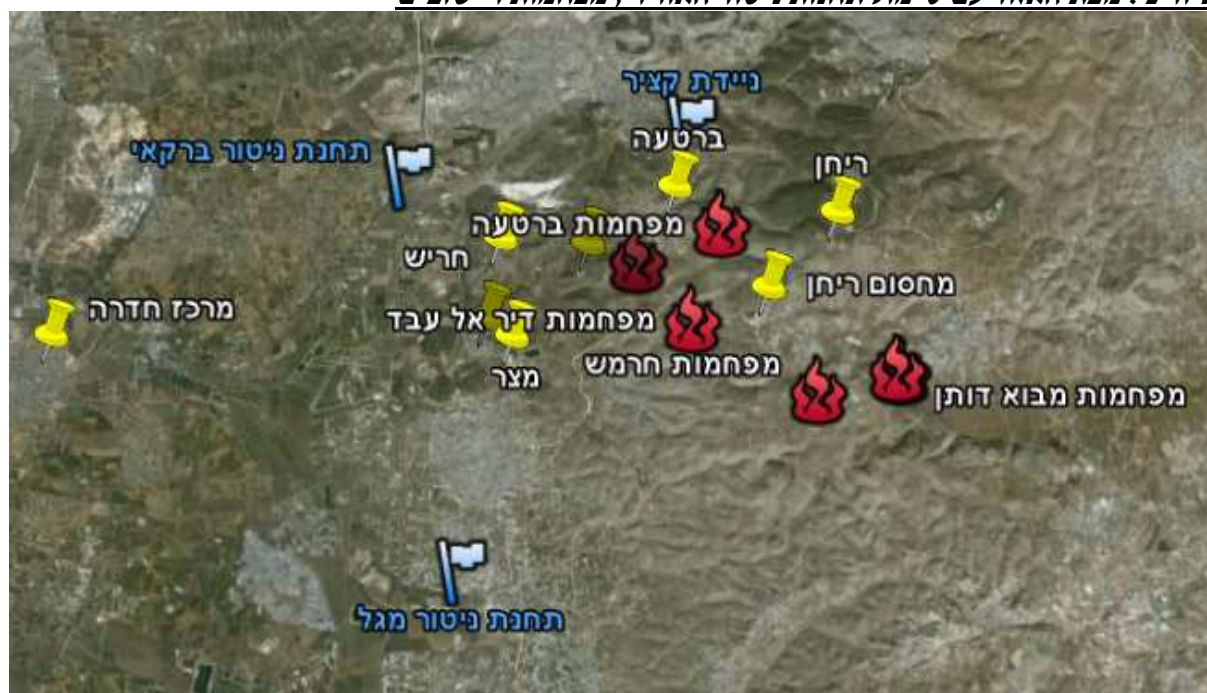 ניידת קציר
ברטעה
תחנת ניטור ברקאי
ריחן
מפחמות ברטעה
חריש
מחסום ריחן
מרכז חדרה
מפחמות דיר אל עבד
מפחמות חרמש
מצר
מפחמות מבוא דותן
תחנת ניטור מגל